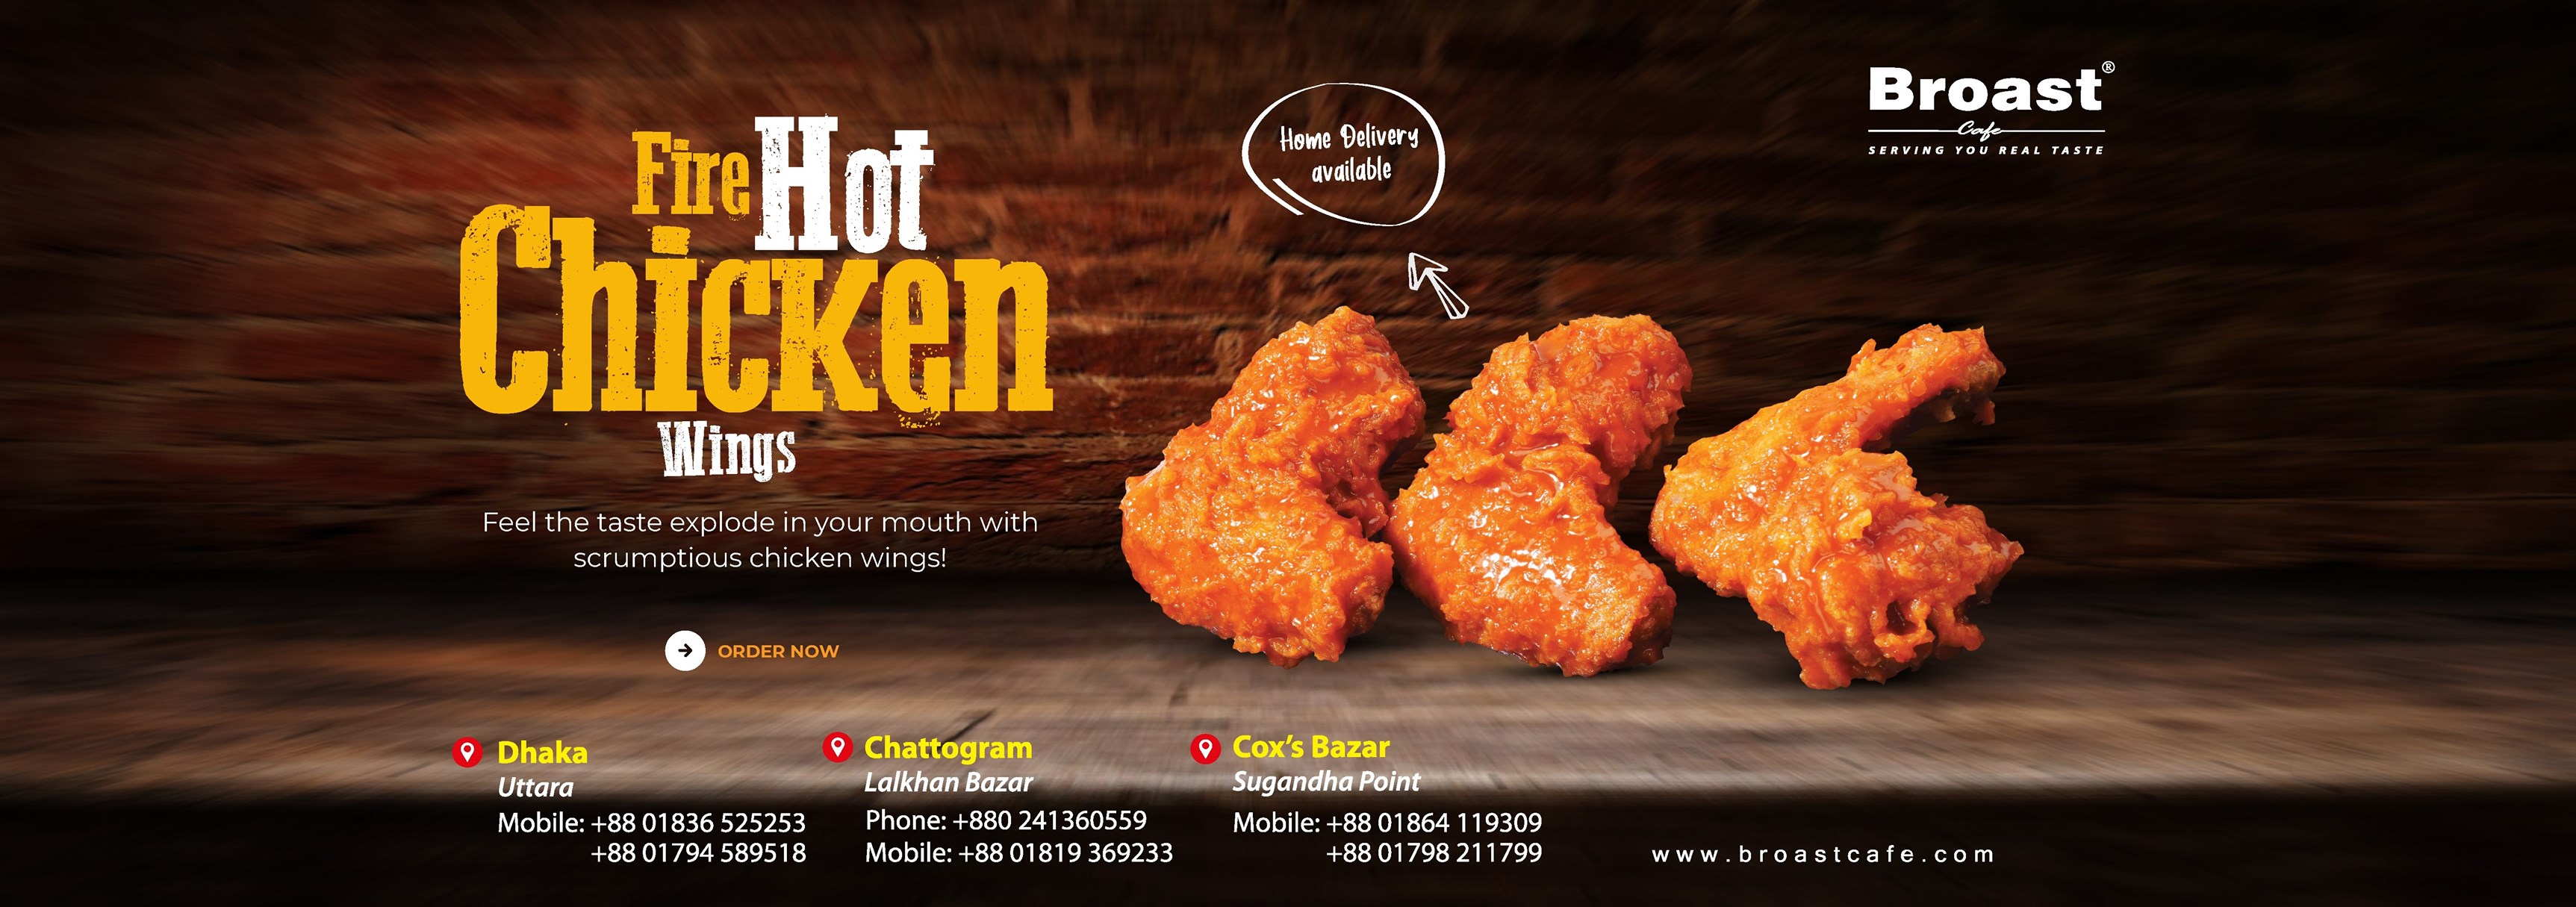 Broast®
Cafe
SERVING YOU REAL TASTE
Home Delivery
available
Fire Hot
Chicken
Wings
Feel the taste explode in your mouth with
scrumptious chicken wings!
ORDER NOW
Dhaka
Uttara
Mobile: +88 01836 525253
+88 01794 589518
Chattogram
Lalkhan Bazar
Phone: +880 241360559
Mobile: +88 01819 369233
Cox's Bazar
Sugandha Point
Mobile: +88 01864 119309
+88 01798 211799
www.broastcafe.com